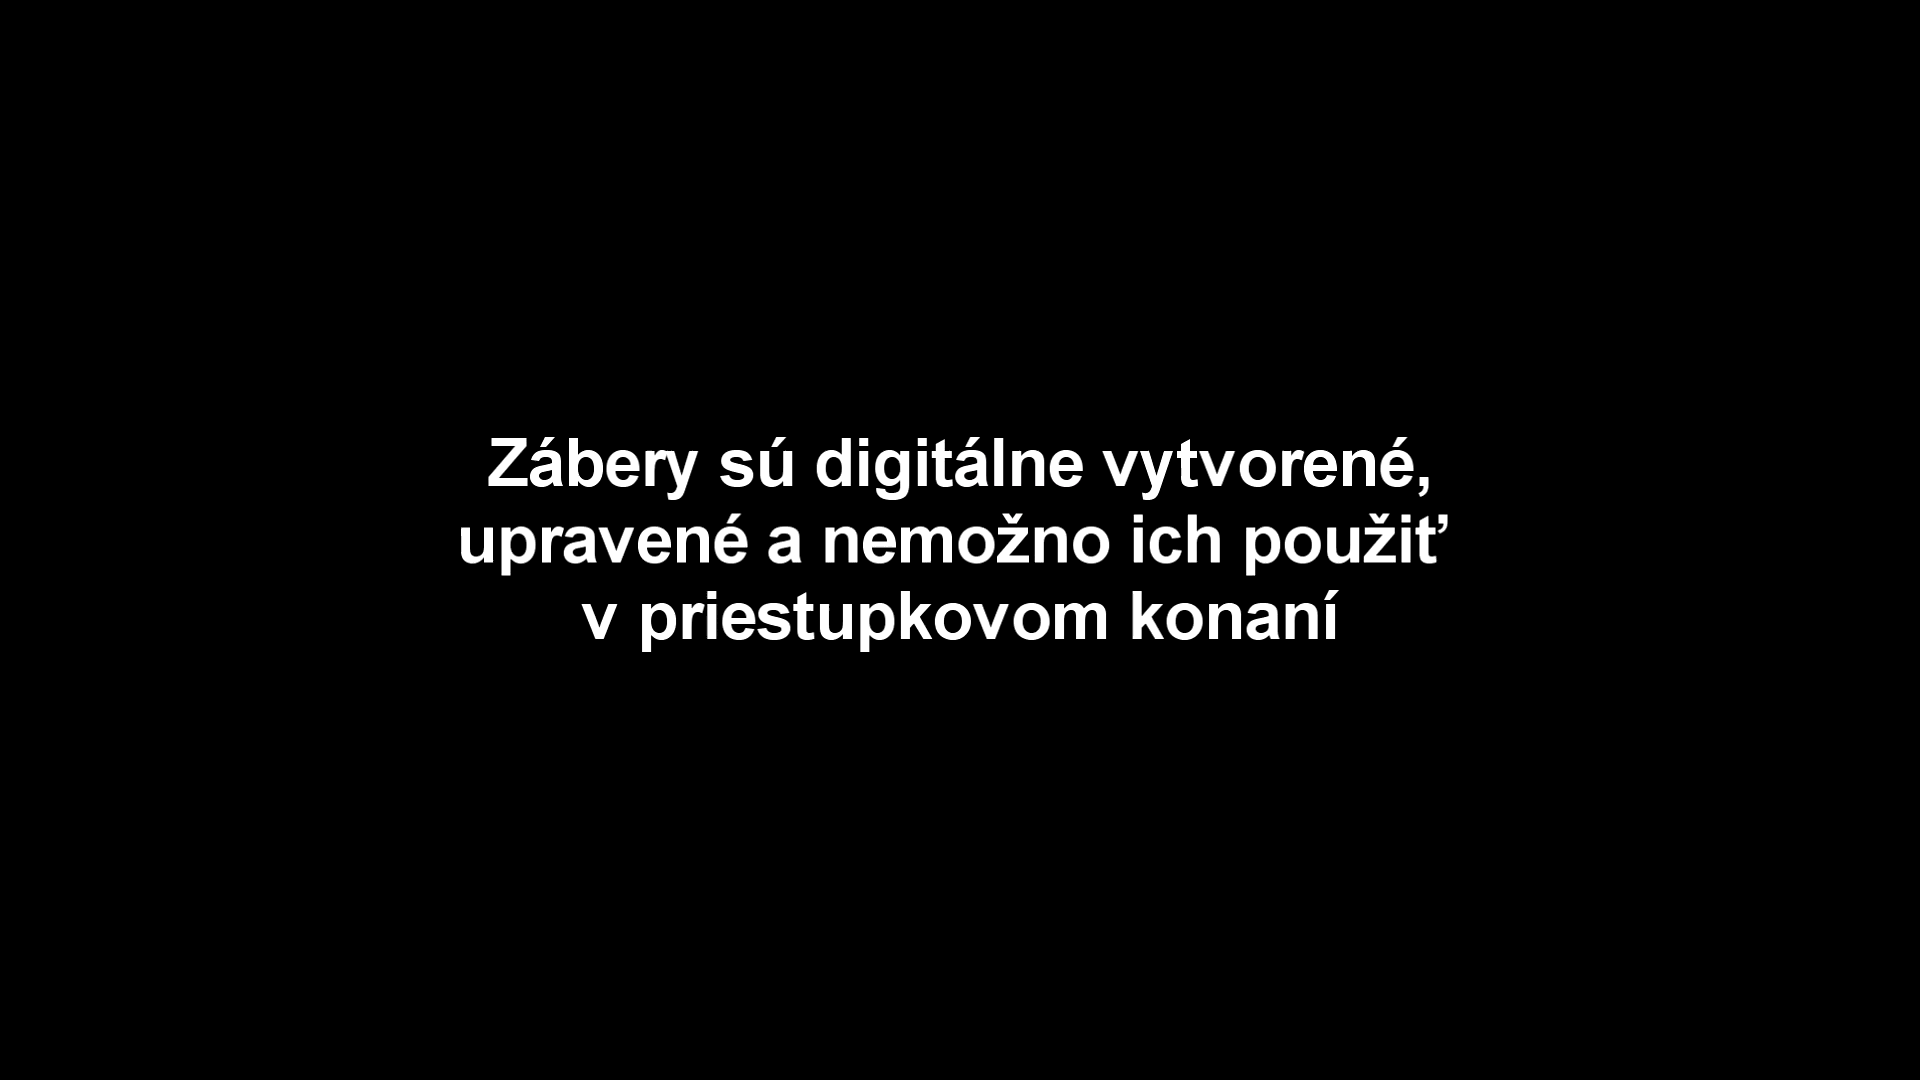 Zábery sú digitálne vytvorené,
upravené a nemožno ich použiť
v priestupkovom konaní